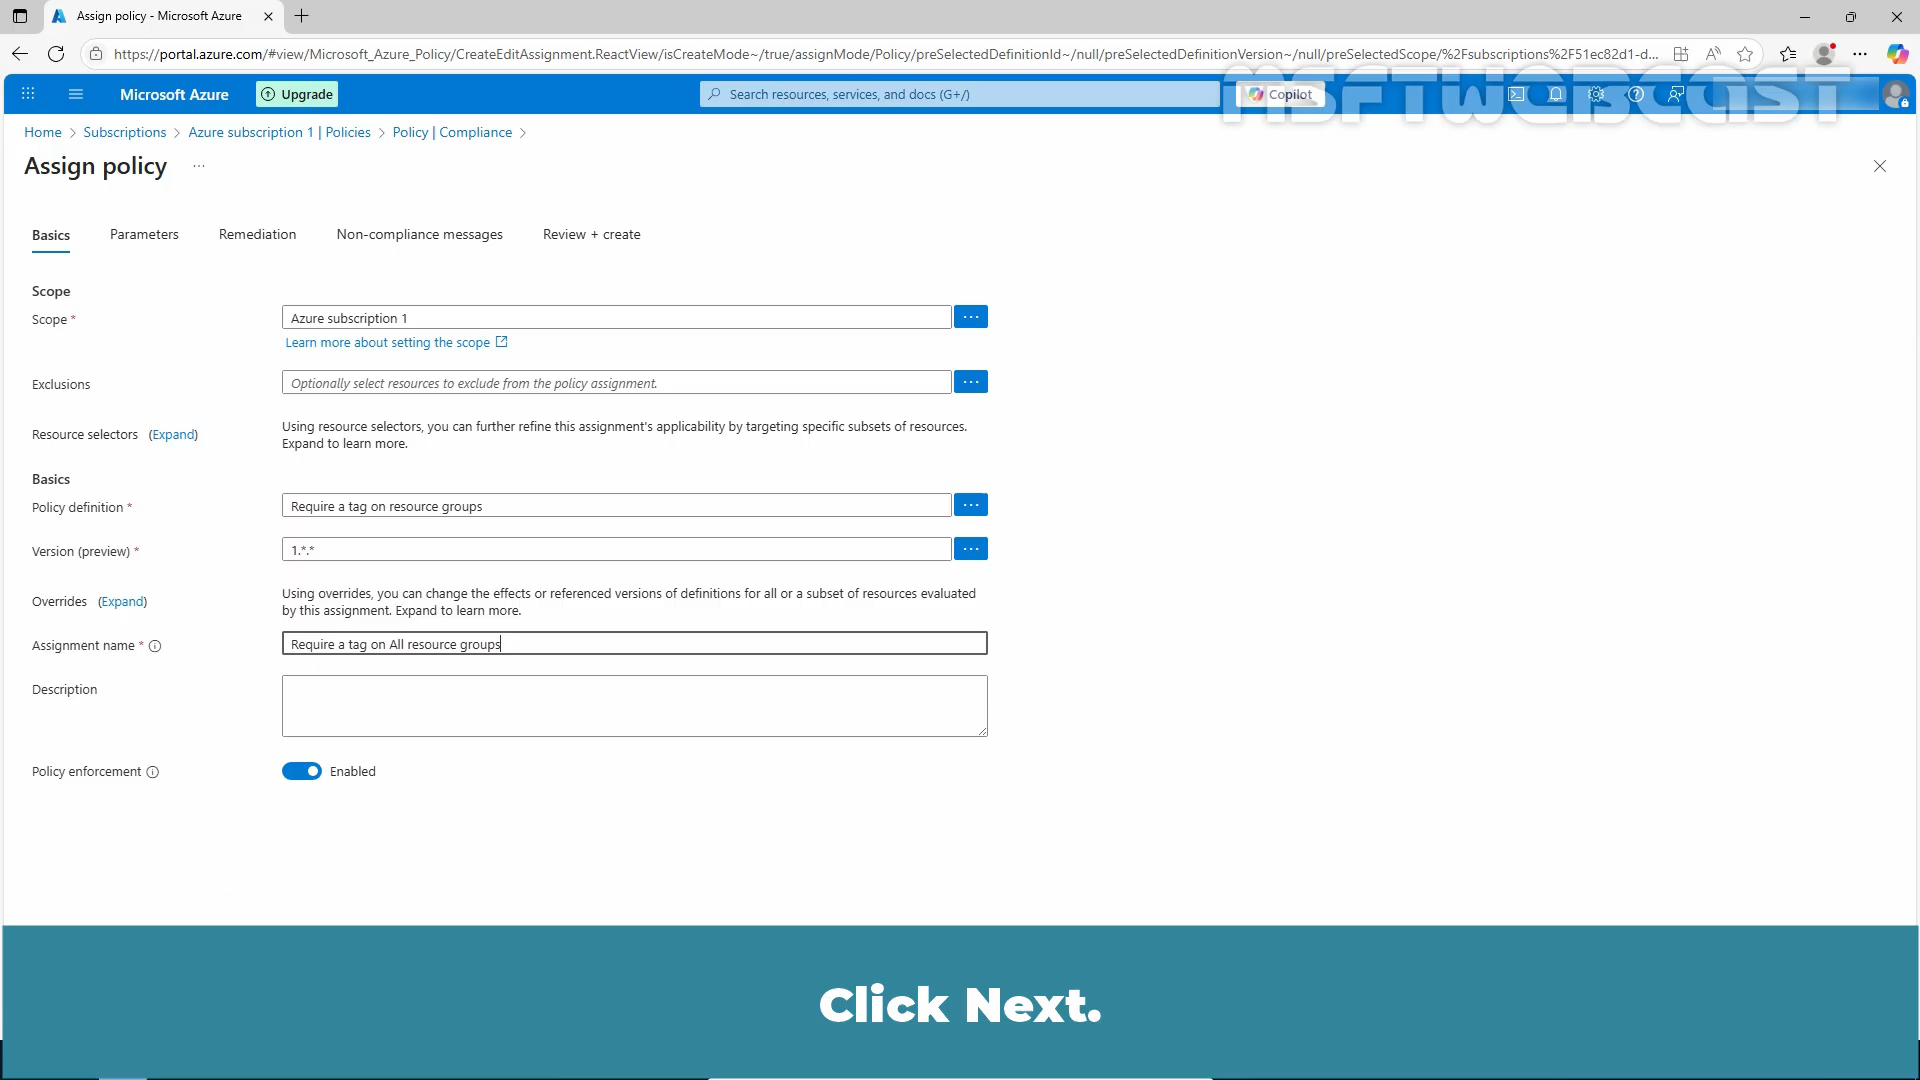 Assign policy - Microsoft Azure
https://portal.azure.com/#view/Microsoft_Azure_Policy/CreateEditAssignment.ReactView/isCreateMode~/true/assignMode/Policy/preSelectedDefinitionId~/null/preSelectedDefinitionVersion~/null/preSelectedScope/%2Fsubscriptions%2F51ec82d1-d...
Microsoft Azure
Upgrade
Search resources, services, and docs (G+/)
Copilot
MSFTWEBCAST
Home > Subscriptions > Azure subscription 1 | Policies > Policy | Compliance >
Assign policy ...
Basics Parameters Remediation Non-compliance messages Review + create
Scope
Scope * Azure subscription 1
Learn more about setting the scope
Exclusions Optionally select resources to exclude from the policy assignment.
Resource selectors (Expand) Using resource selectors, you can further refine this assignment's applicability by targeting specific subsets of resources.
Expand to learn more.
Basics
Policy definition * Require a tag on resource groups
Version (preview) * 1.*.*
Overrides (Expand) Using overrides, you can change the effects or referenced versions of definitions for all or a subset of resources evaluated
by this assignment. Expand to learn more.
Assignment name * Require a tag on All resource groups
Description
Policy enforcement Enabled
Click Next.